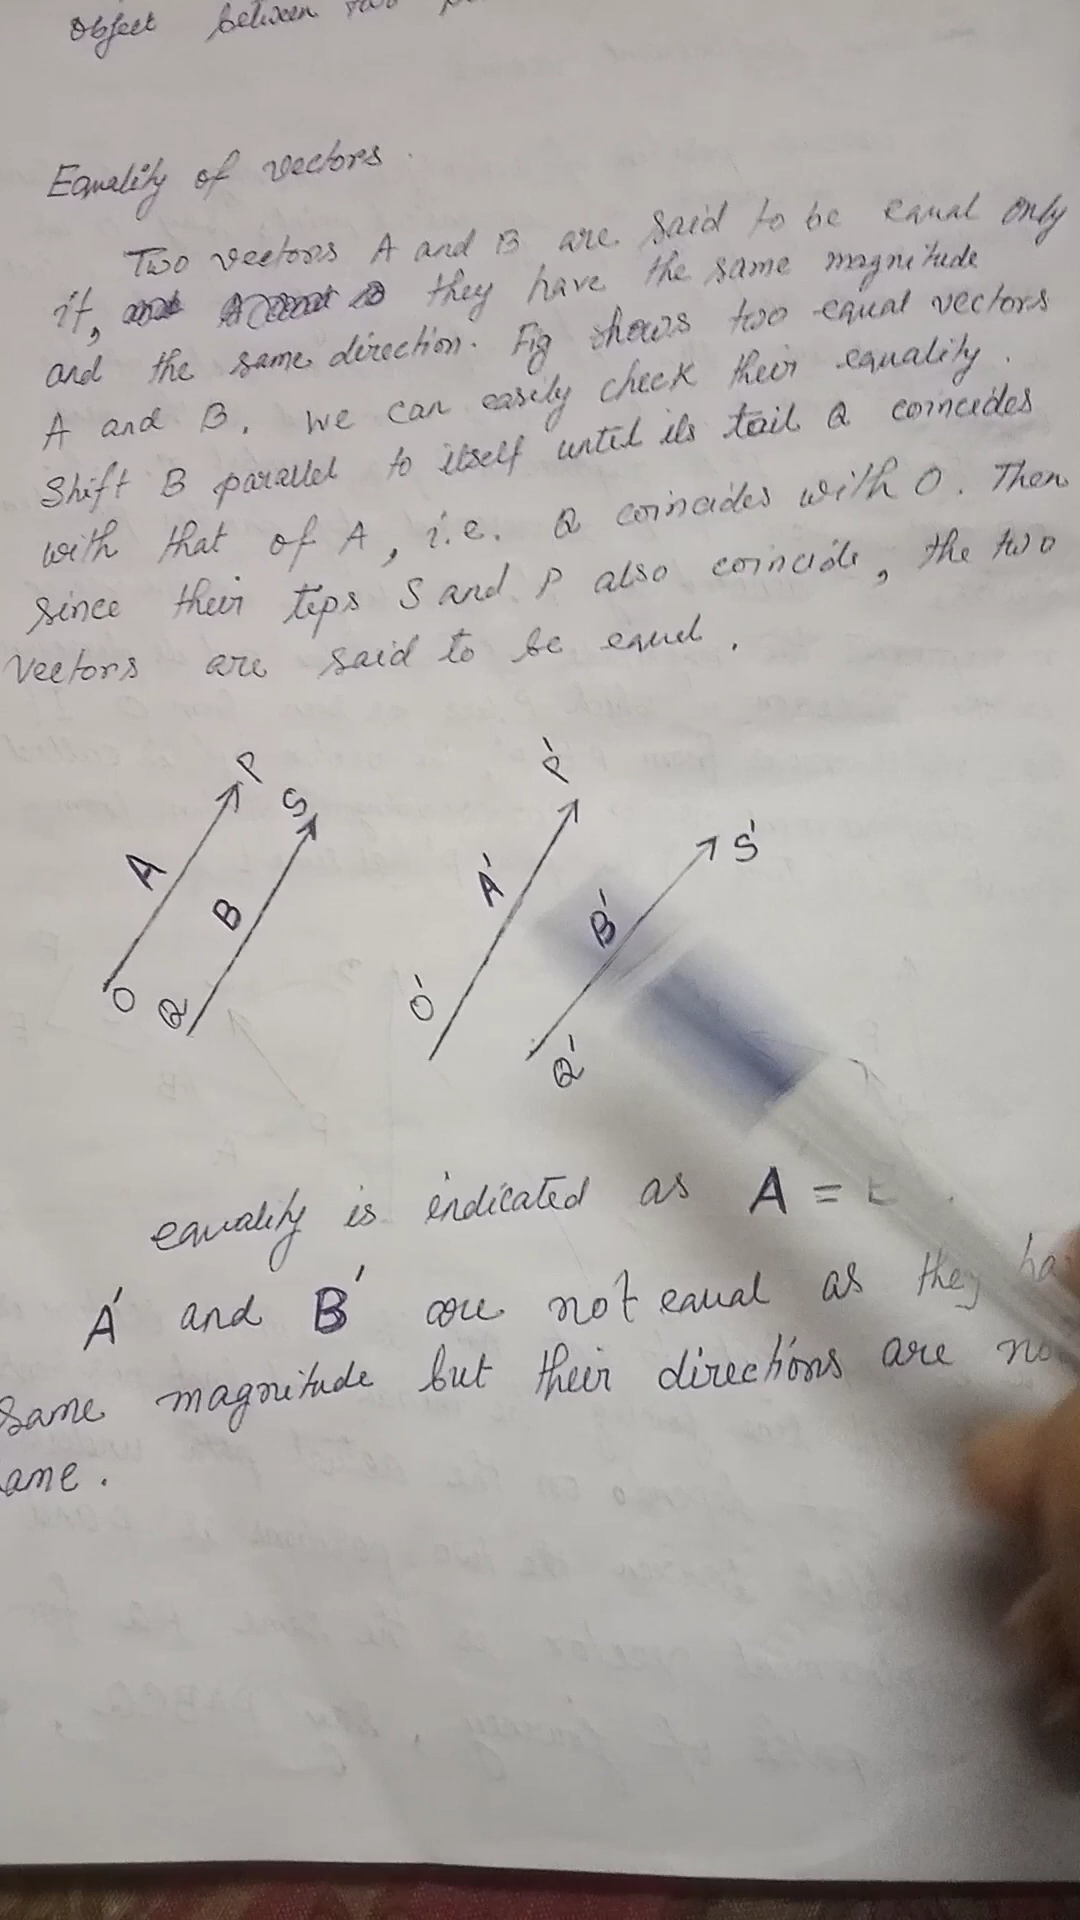 object between two
Equality of vectors.
Two vectors A and B are said to be equal only
if, they have the same magnitude
and the same direction. Fig shows two equal vectors
A and B. We can easily check their equality.
Shift B parallel to itself until its tail Q coincides
with that of A, i.e. Q coincides with O. Then
since their tips S and P also coincide, the two
vectors are said to be equal.
P
S
A
B
O
Q
P'
S'
A'
B'
O'
Q'
equality is indicated as A =
A' and B' are not equal as they
same magnitude but their directions are